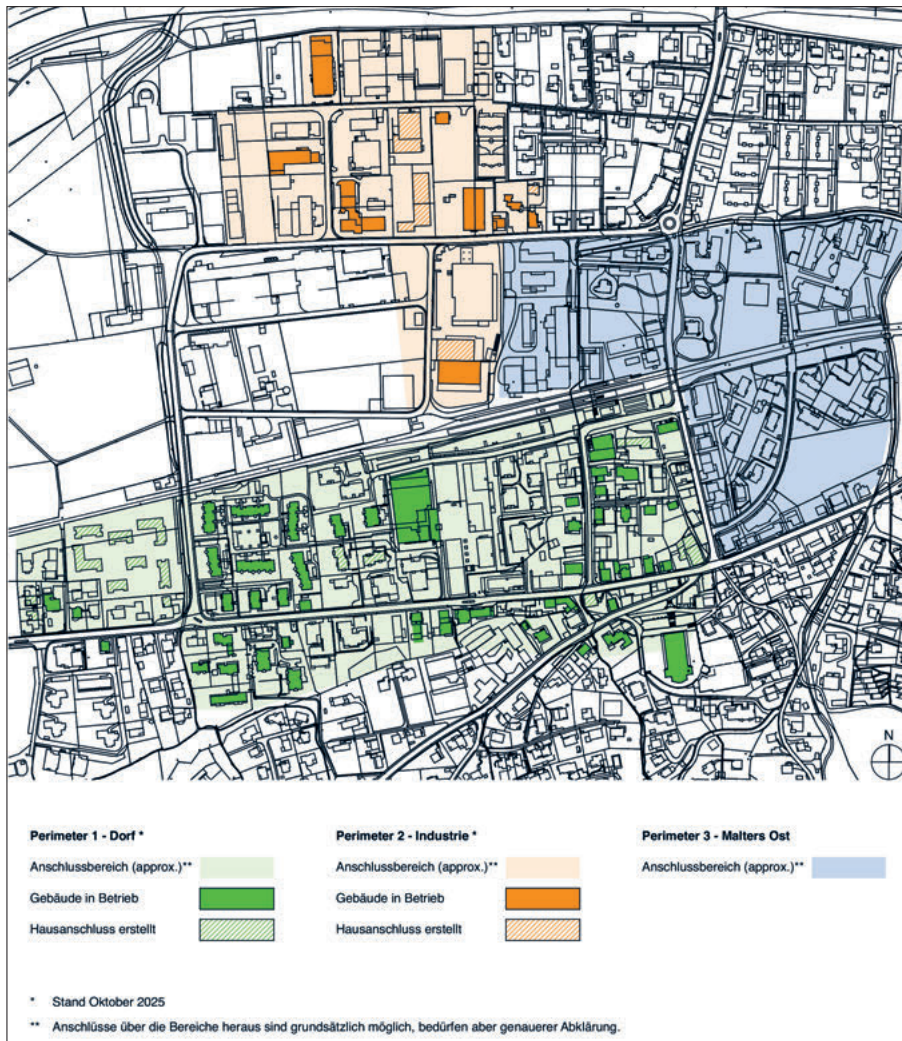 N
Perimeter 1 - Dorf *
Anschlussbereich (approx.)**
Gebäude in Betrieb
Hausanschluss erstellt
Perimeter 2 - Industrie *
Anschlussbereich (approx.)**
Gebäude in Betrieb
Hausanschluss erstellt
Perimeter 3 - Malters Ost
Anschlussbereich (approx.)**
* Stand Oktober 2025
** Anschlüsse über die Bereiche heraus sind grundsätzlich möglich, bedürfen aber genauerer Abklärung.